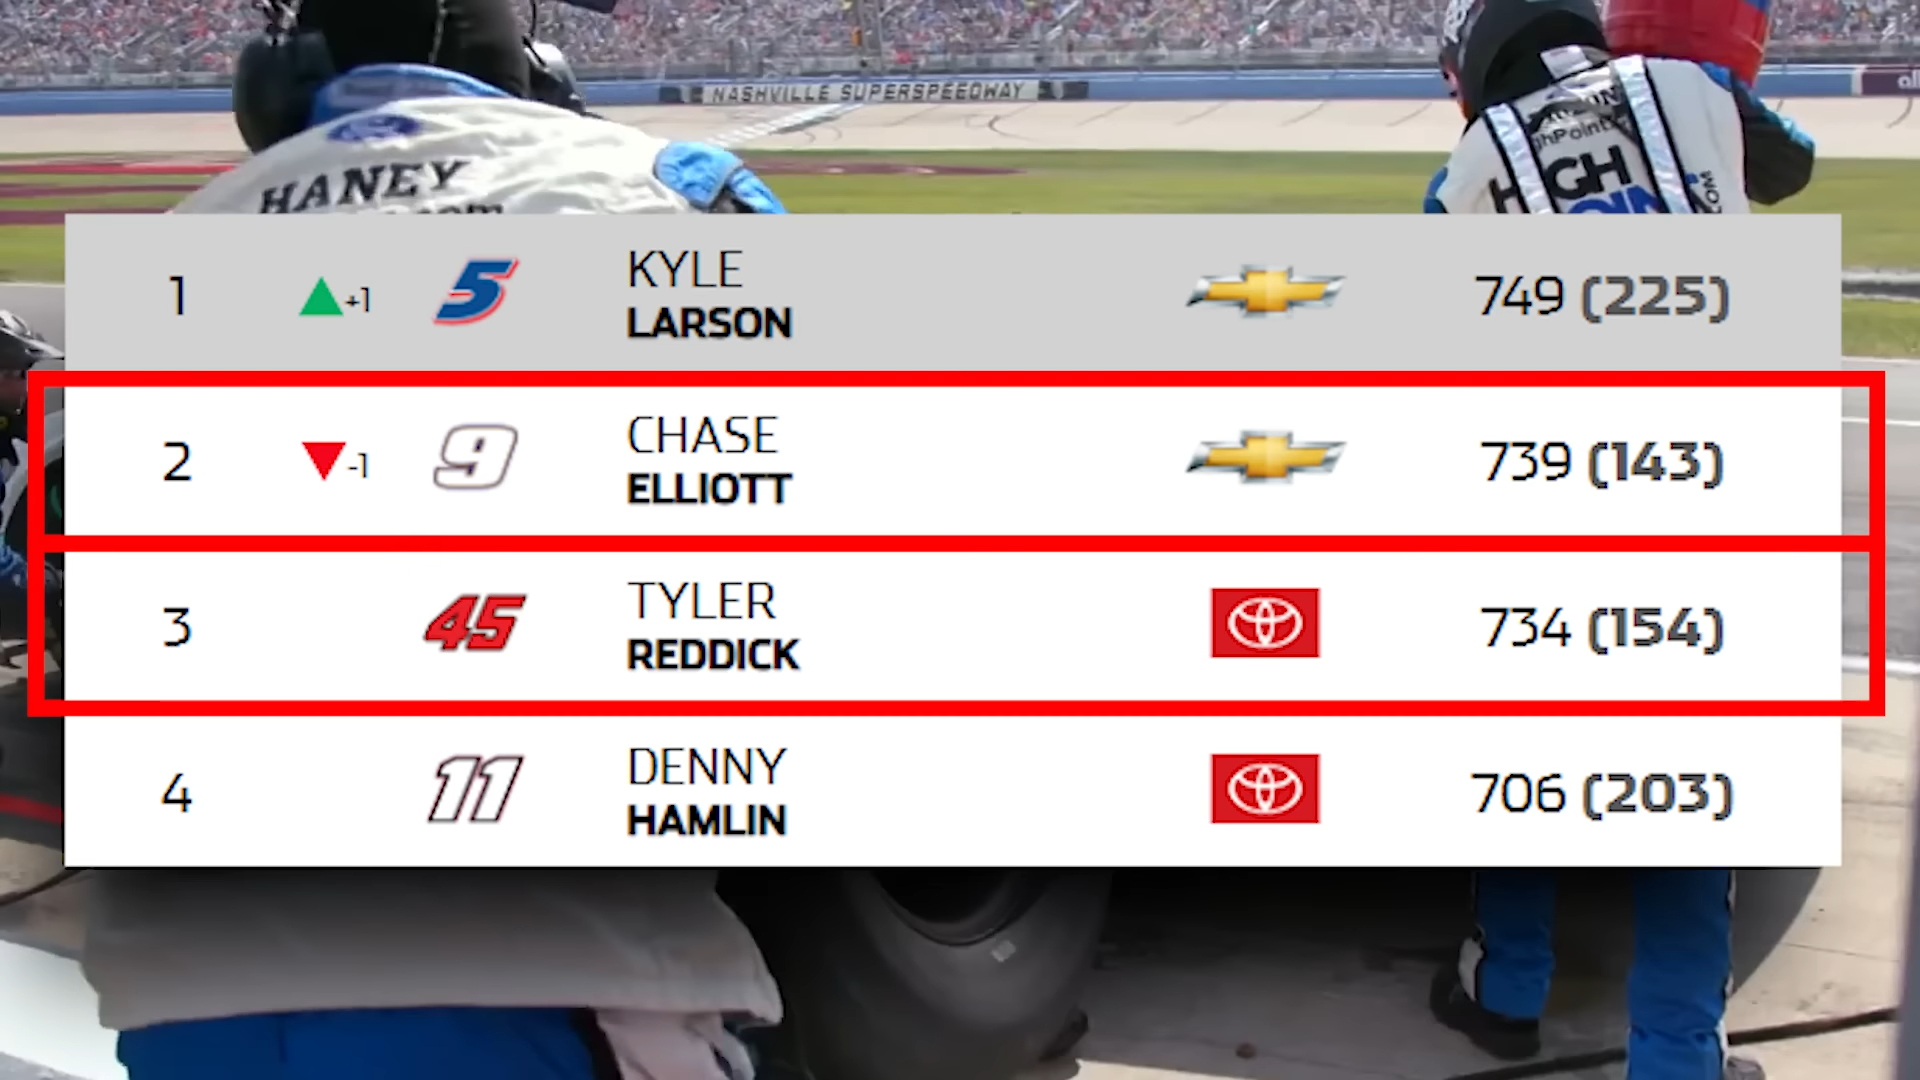 NASHVILLE SUPERSPEEDWAY
HANEY
HIGH
1 +1 5 KYLE LARSON 749 (225)
2 -1 9 CHASE ELLIOTT 739 (143)
3 45 TYLER REDDICK 734 (154)
4 11 DENNY HAMLIN 706 (203)